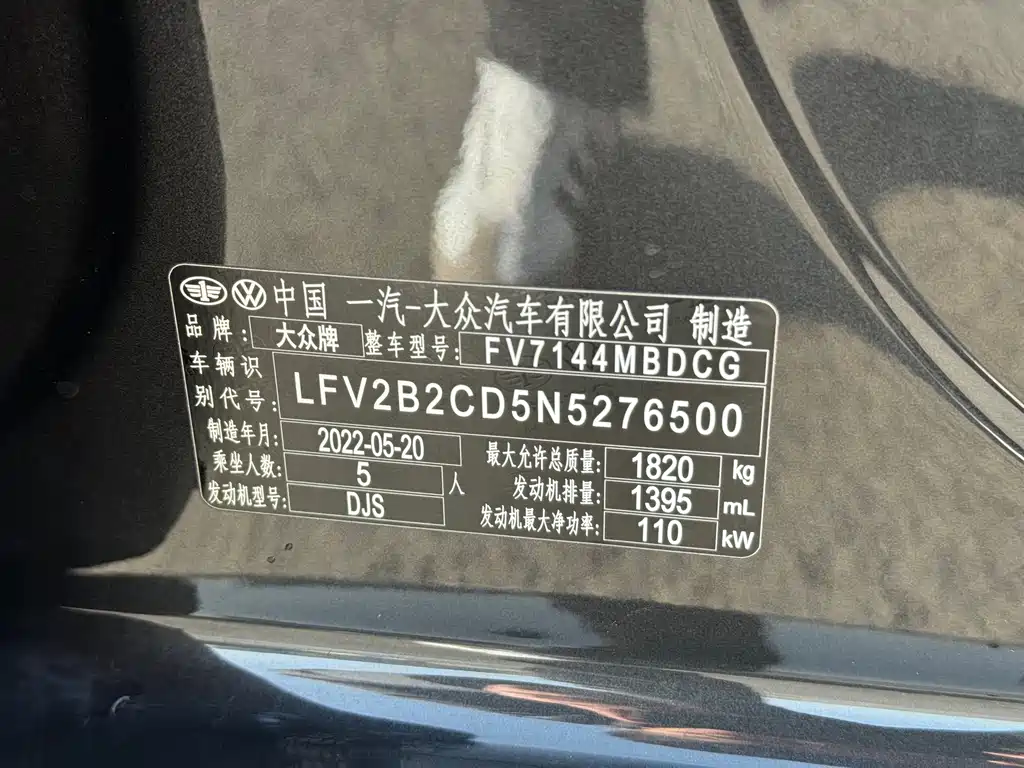 中国 一汽-大众汽车有限公司 制造
品牌: 大众牌 整车型号: FV7144MBDCG
车辆识别代号: LFV2B2CD5N5276500
制造年月: 2022-05-20 最大允许总质量: 1820 kg
乘坐人数: 5 人 发动机排量: 1395 mL
发动机型号: DJS 发动机最大净功率: 110 kW